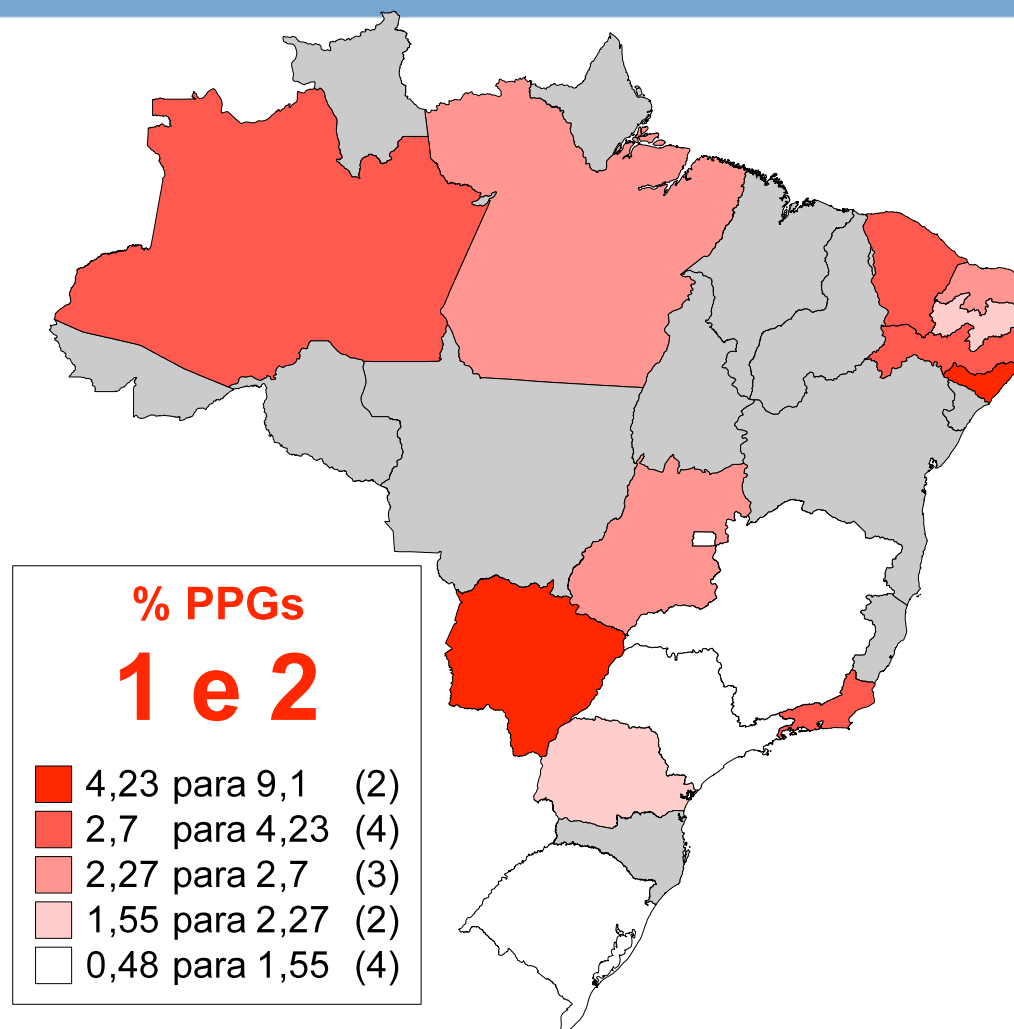 % PPGs
1 e 2
4,23 para 9,1 (2)
2,7 para 4,23 (4)
2,27 para 2,7 (3)
1,55 para 2,27 (2)
0,48 para 1,55 (4)